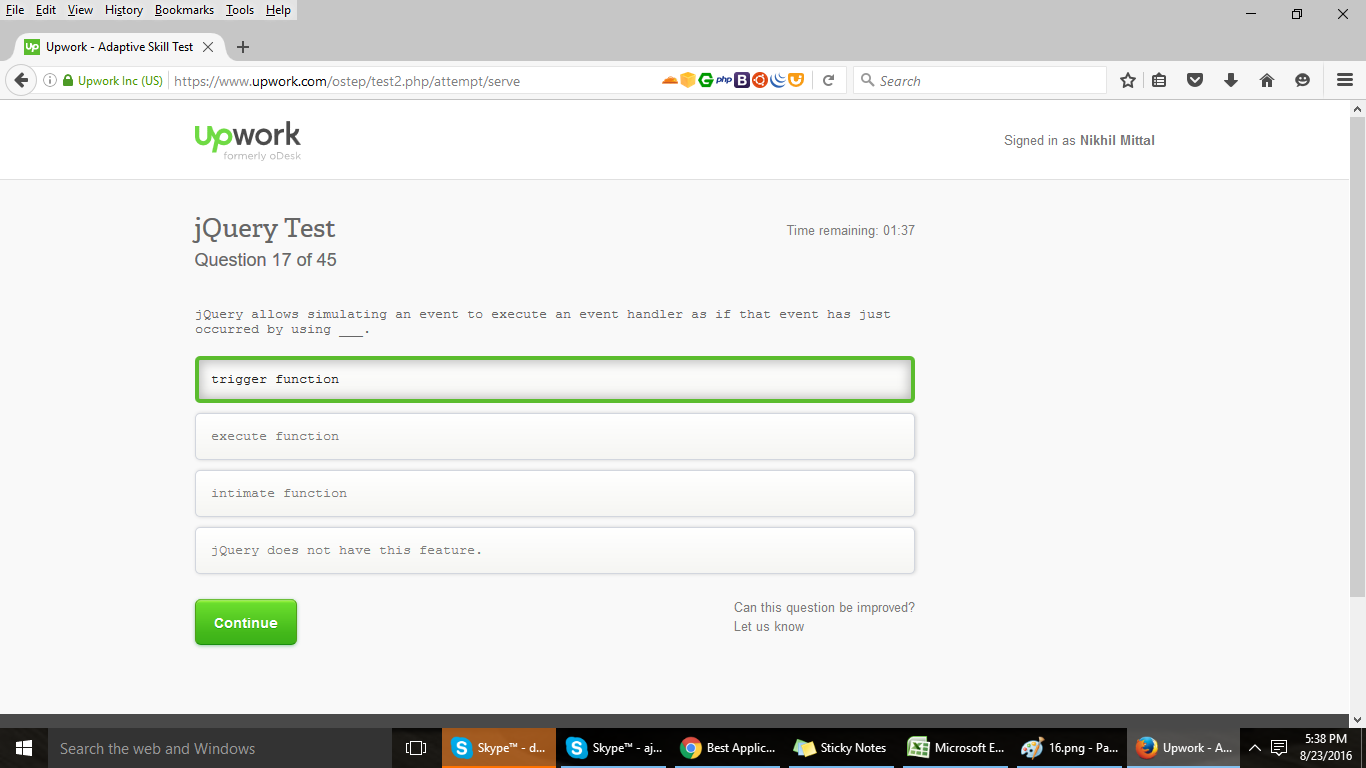 File Edit View History Bookmarks Tools Help
Up Upwork - Adaptive Skill Test
Upwork Inc (US) https://www.upwork.com/ostep/test2.php/attempt/serve php B Search
upwork
formerly oDesk
Signed in as Nikhil Mittal
jQuery Test
Time remaining: 01:37
Question 17 of 45
jQuery allows simulating an event to execute an event handler as if that event has just
occurred by using ___.
trigger function
execute function
intimate function
jQuery does not have this feature.
Continue
Can this question be improved?
Let us know
Search the web and Windows
Skype™ - d...
Skype™ - aj...
Best Applic...
Sticky Notes
Microsoft E...
16.png - Pa...
Upwork - A...
5:38 PM
8/23/2016